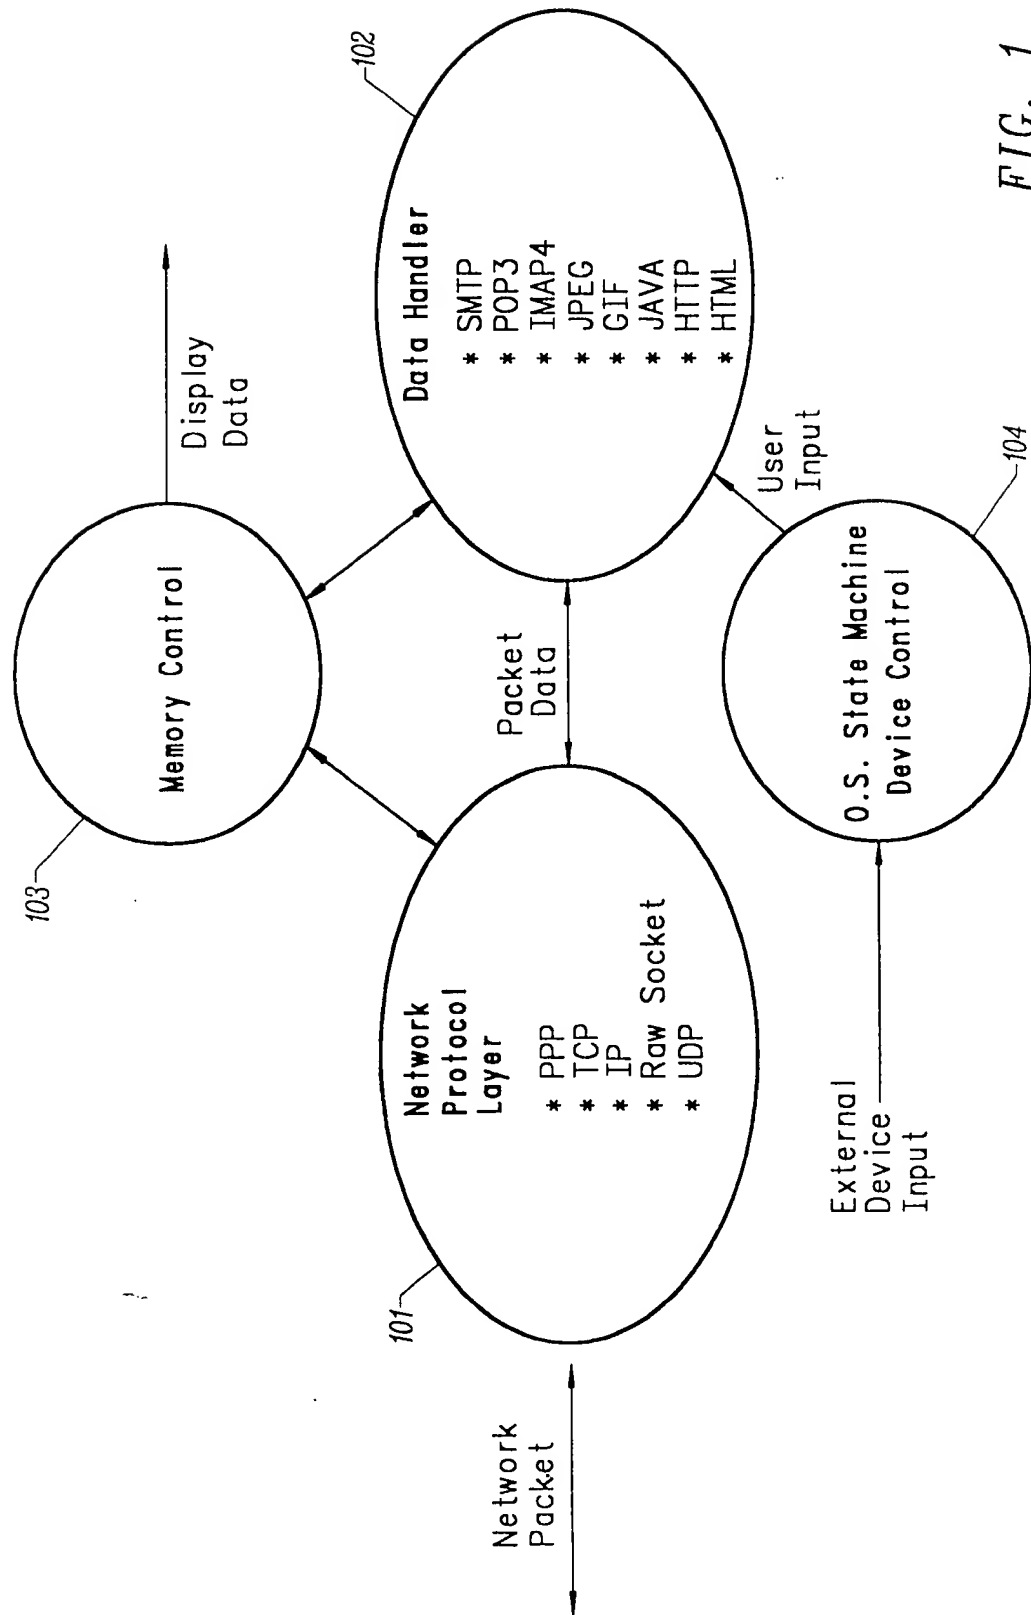 103
Memory Control
Display
Data
Network
Packet
101
Network
Protocol
Layer
* PPP
* TCP
* IP
* Raw Socket
* UDP
Packet
Data
102
Data Handler
* SMTP
* POP3
* IMAP4
* JPEG
* GIF
* JAVA
* HTTP
* HTML
User
Input
External
Device
Input
O.S. State Machine
Device Control
104
FIG. 1